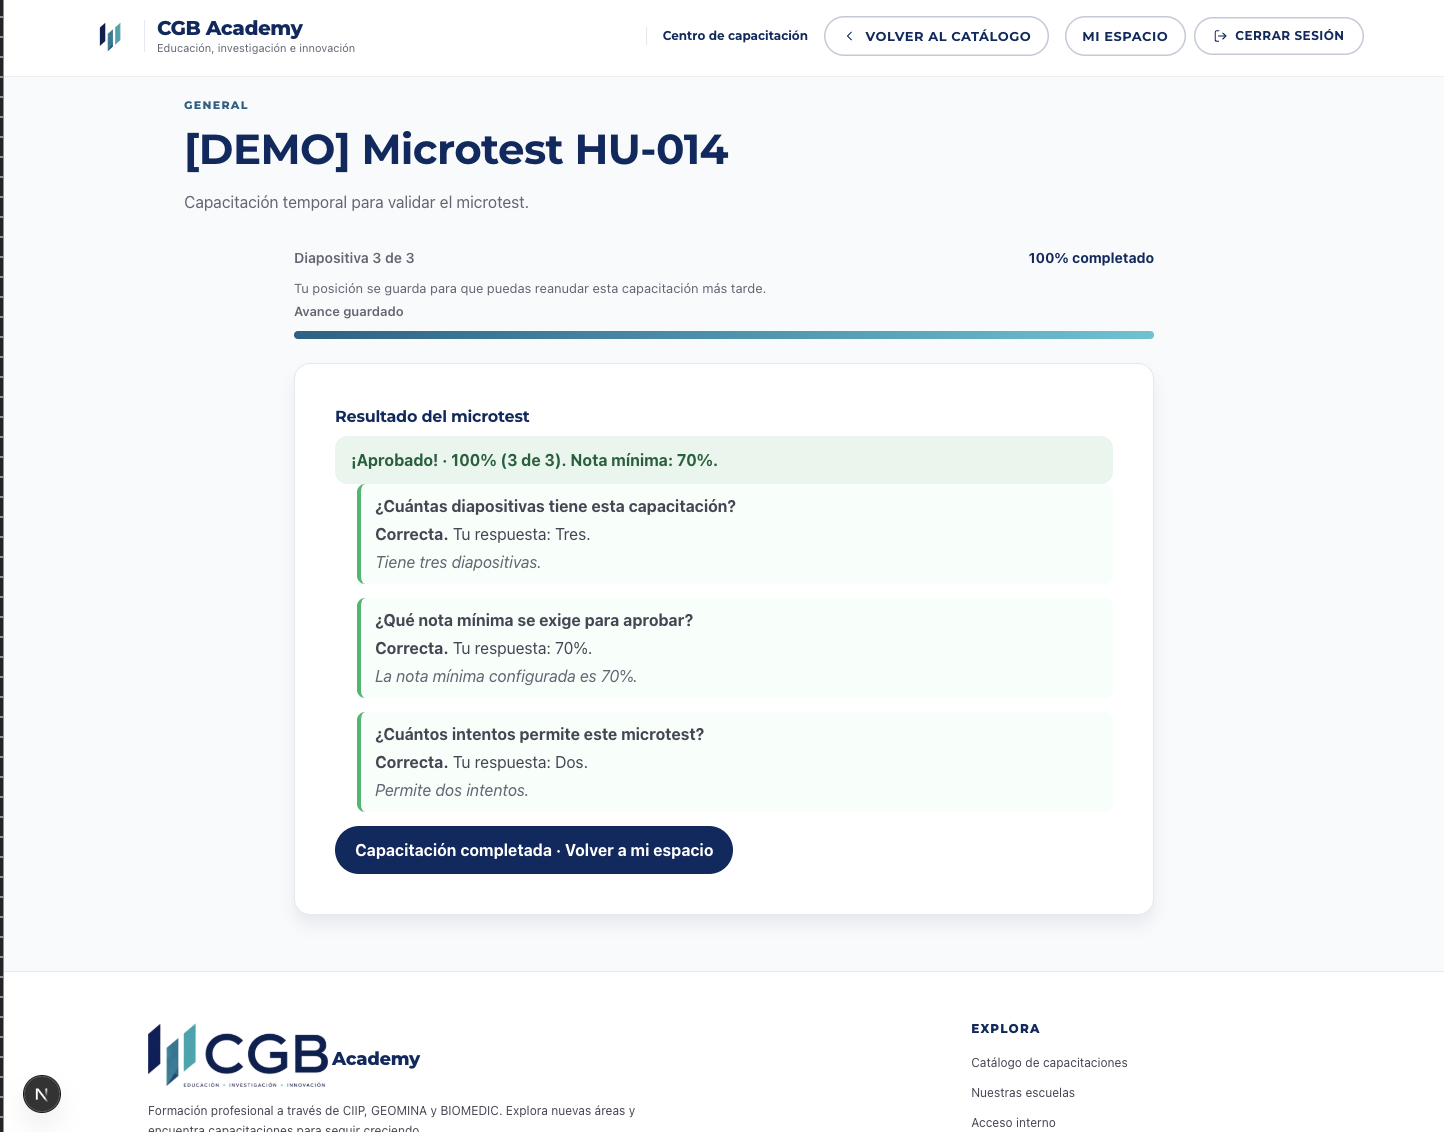 CGB Academy
Educación, investigación e innovación
Centro de capacitación
VOLVER AL CATÁLOGO
MI ESPACIO
CERRAR SESIÓN
GENERAL
[DEMO] Microtest HU-014
Capacitación temporal para validar el microtest.
Diapositiva 3 de 3
100% completado
Tu posición se guarda para que puedas reanudar esta capacitación más tarde.
Avance guardado
Resultado del microtest
¡Aprobado! · 100% (3 de 3). Nota mínima: 70%.
¿Cuántas diapositivas tiene esta capacitación?
Correcta. Tu respuesta: Tres.
Tiene tres diapositivas.
¿Qué nota mínima se exige para aprobar?
Correcta. Tu respuesta: 70%.
La nota mínima configurada es 70%.
¿Cuántos intentos permite este microtest?
Correcta. Tu respuesta: Dos.
Permite dos intentos.
Capacitación completada · Volver a mi espacio
CGB Academy
EDUCACIÓN • INVESTIGACIÓN • INNOVACIÓN
Formación profesional a través de CIIP, GEOMINA y BIOMEDIC. Explora nuevas áreas y
encuentra capacitaciones para seguir creciendo
EXPLORA
Catálogo de capacitaciones
Nuestras escuelas
Acceso interno
N